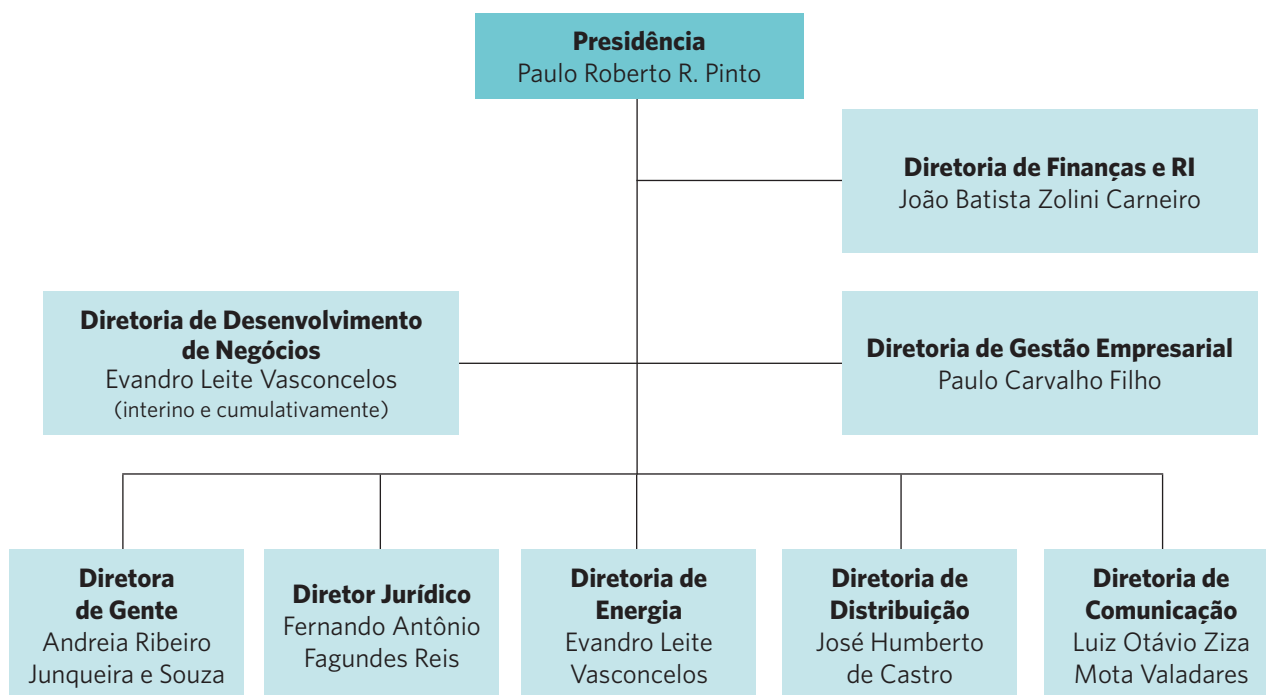 Presidência
Paulo Roberto R. Pinto
Diretoria de Finanças e RI
João Batista Zolini Carneiro
Diretoria de Desenvolvimento
de Negócios
Evandro Leite Vasconcelos
(interino e cumulativamente)
Diretoria de Gestão Empresarial
Paulo Carvalho Filho
Diretora
de Gente
Andreia Ribeiro
Junqueira e Souza
Diretor Jurídico
Fernando Antônio
Fagundes Reis
Diretoria de
Energia
Evandro Leite
Vasconcelos
Diretoria de
Distribuição
José Humberto
de Castro
Diretoria de
Comunicação
Luiz Otávio Ziza
Mota Valadares